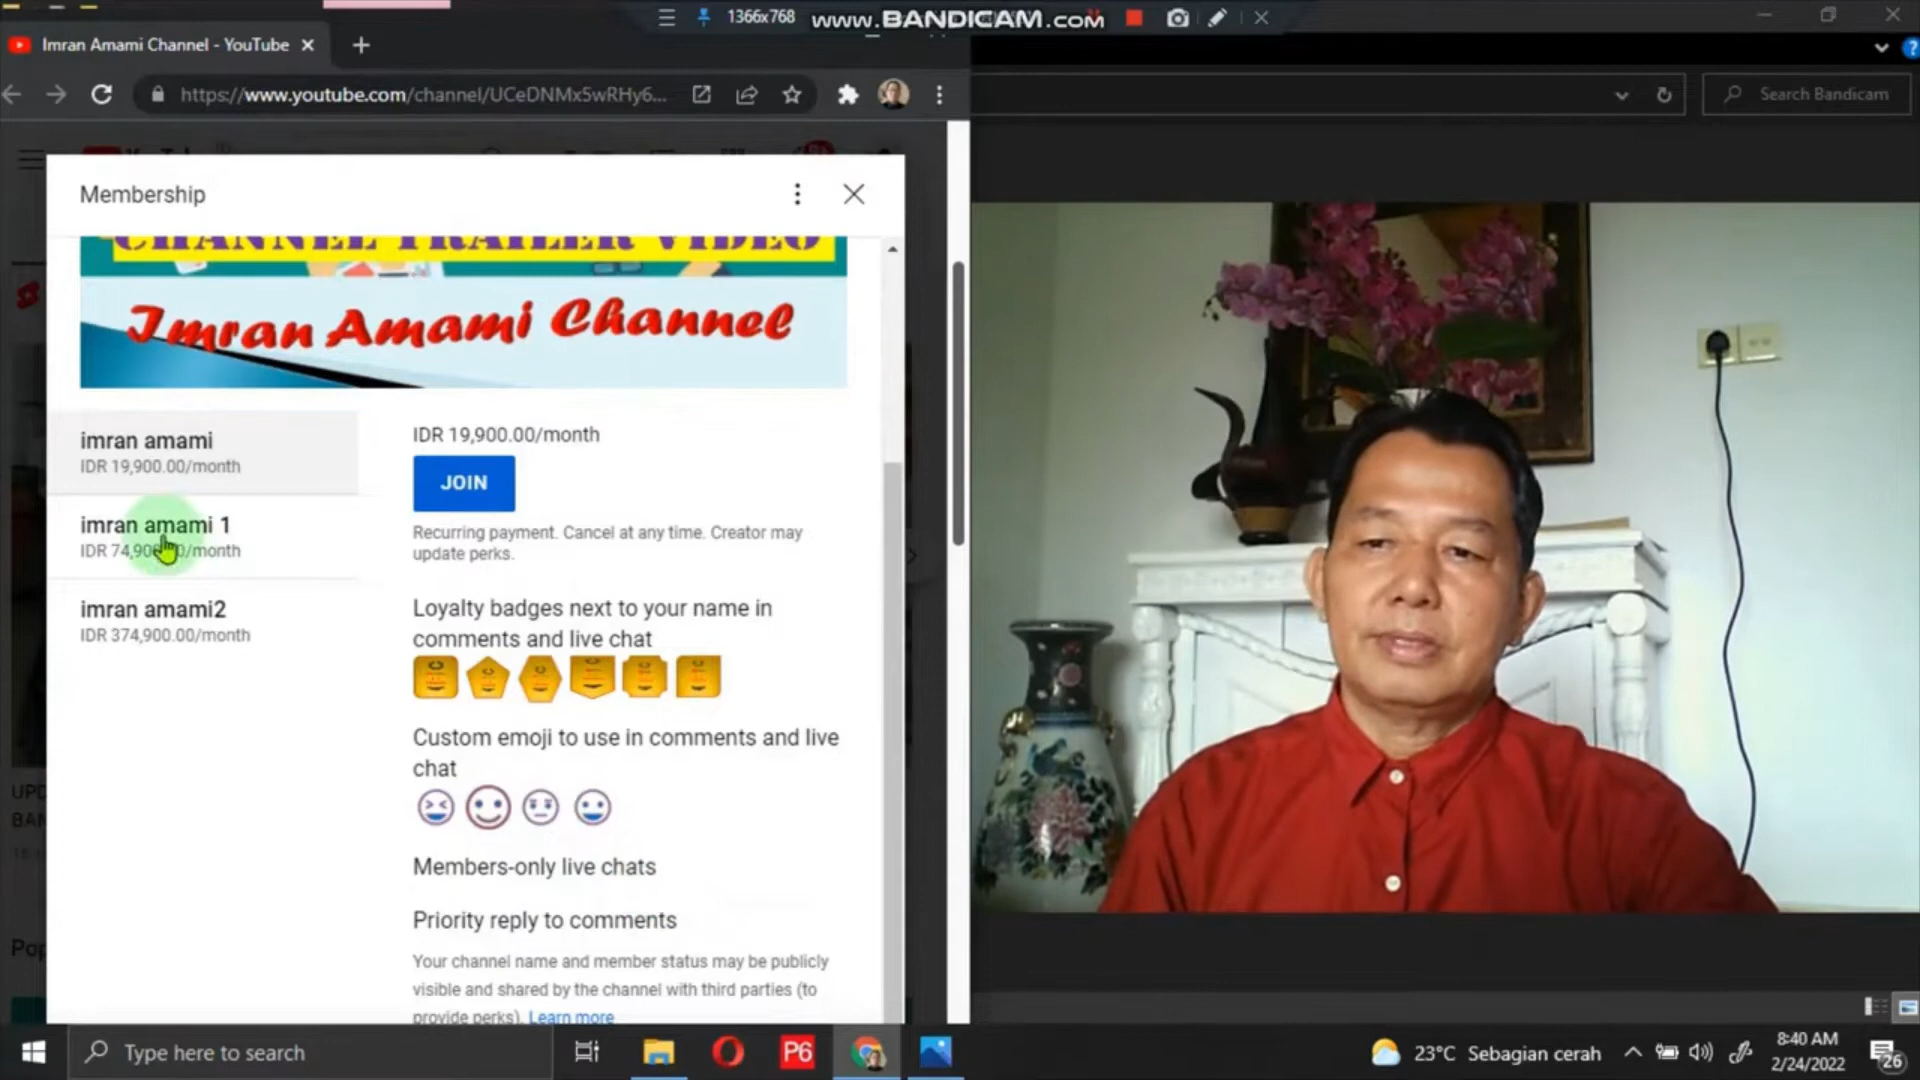 1366x768
www.BANDICAM.com
Imran Amami Channel - YouTube
https://www.youtube.com/channel/UCeDNMx5wRHy6...
Search Bandicam
Membership
CHANNEL TRAILER VIDEO
Imran Amami Channel
imran amami
IDR 19,900.00/month
imran amami 1
/month
imran amami2
IDR 374,900.00/month
IDR 19,900.00/month
JOIN
Recurring payment. Cancel at any time. Creator may
update perks.
Loyalty badges next to your name in
comments and live chat
Custom emoji to use in comments and live
chat
Members-only live chats
Priority reply to comments
Your channel name and member status may be publicly
visible and shared by the channel with third parties (to
provide perks). Learn more
Type here to search
P6
23°C Sebagian cerah
8:40 AM
2/24/2022
26